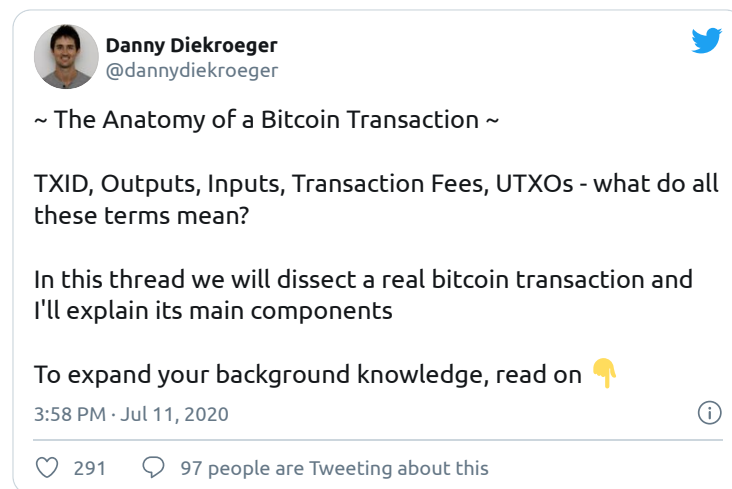 Danny Diekroeger
@dannydiekroeger
~ The Anatomy of a Bitcoin Transaction ~
TXID, Outputs, Inputs, Transaction Fees, UTXOs - what do all
these terms mean?
In this thread we will dissect a real bitcoin transaction and
I'll explain its main components
To expand your background knowledge, read on 👇
3:58 PM · Jul 11, 2020
291 97 people are Tweeting about this